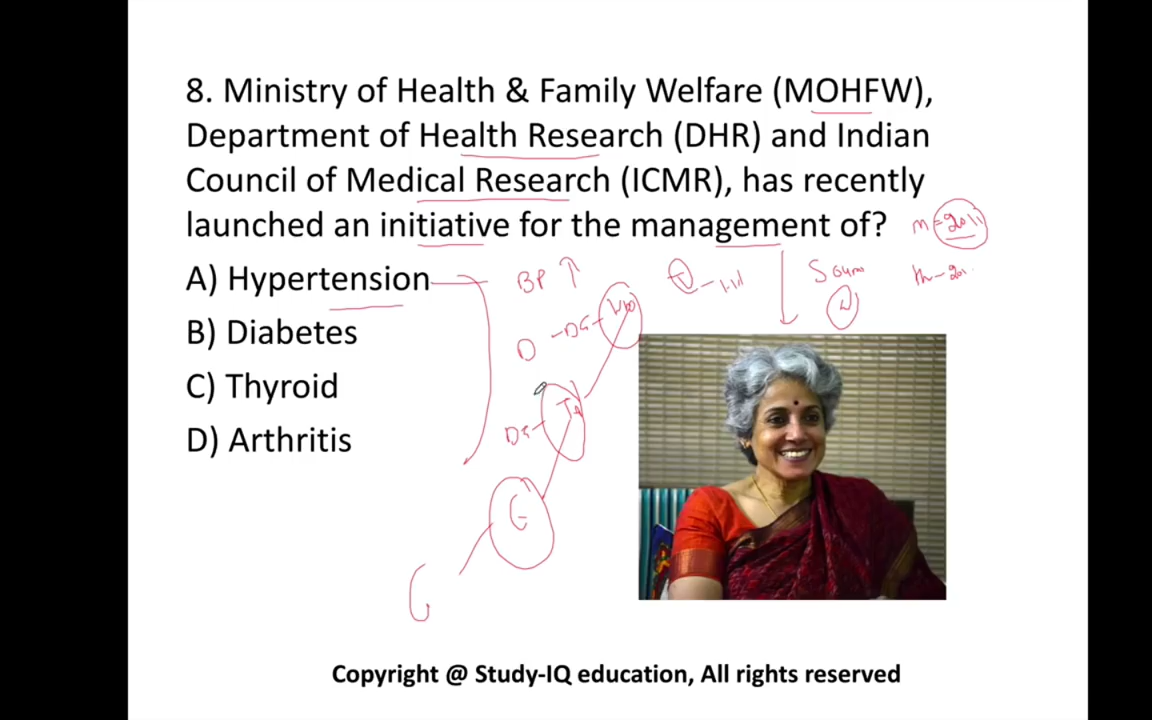 8. Ministry of Health & Family Welfare (MOHFW),
Department of Health Research (DHR) and Indian
Council of Medical Research (ICMR), has recently
launched an initiative for the management of?
A) Hypertension
B) Diabetes
C) Thyroid
D) Arthritis
BP ↑
D
G
Copyright @ Study-IQ education, All rights reserved